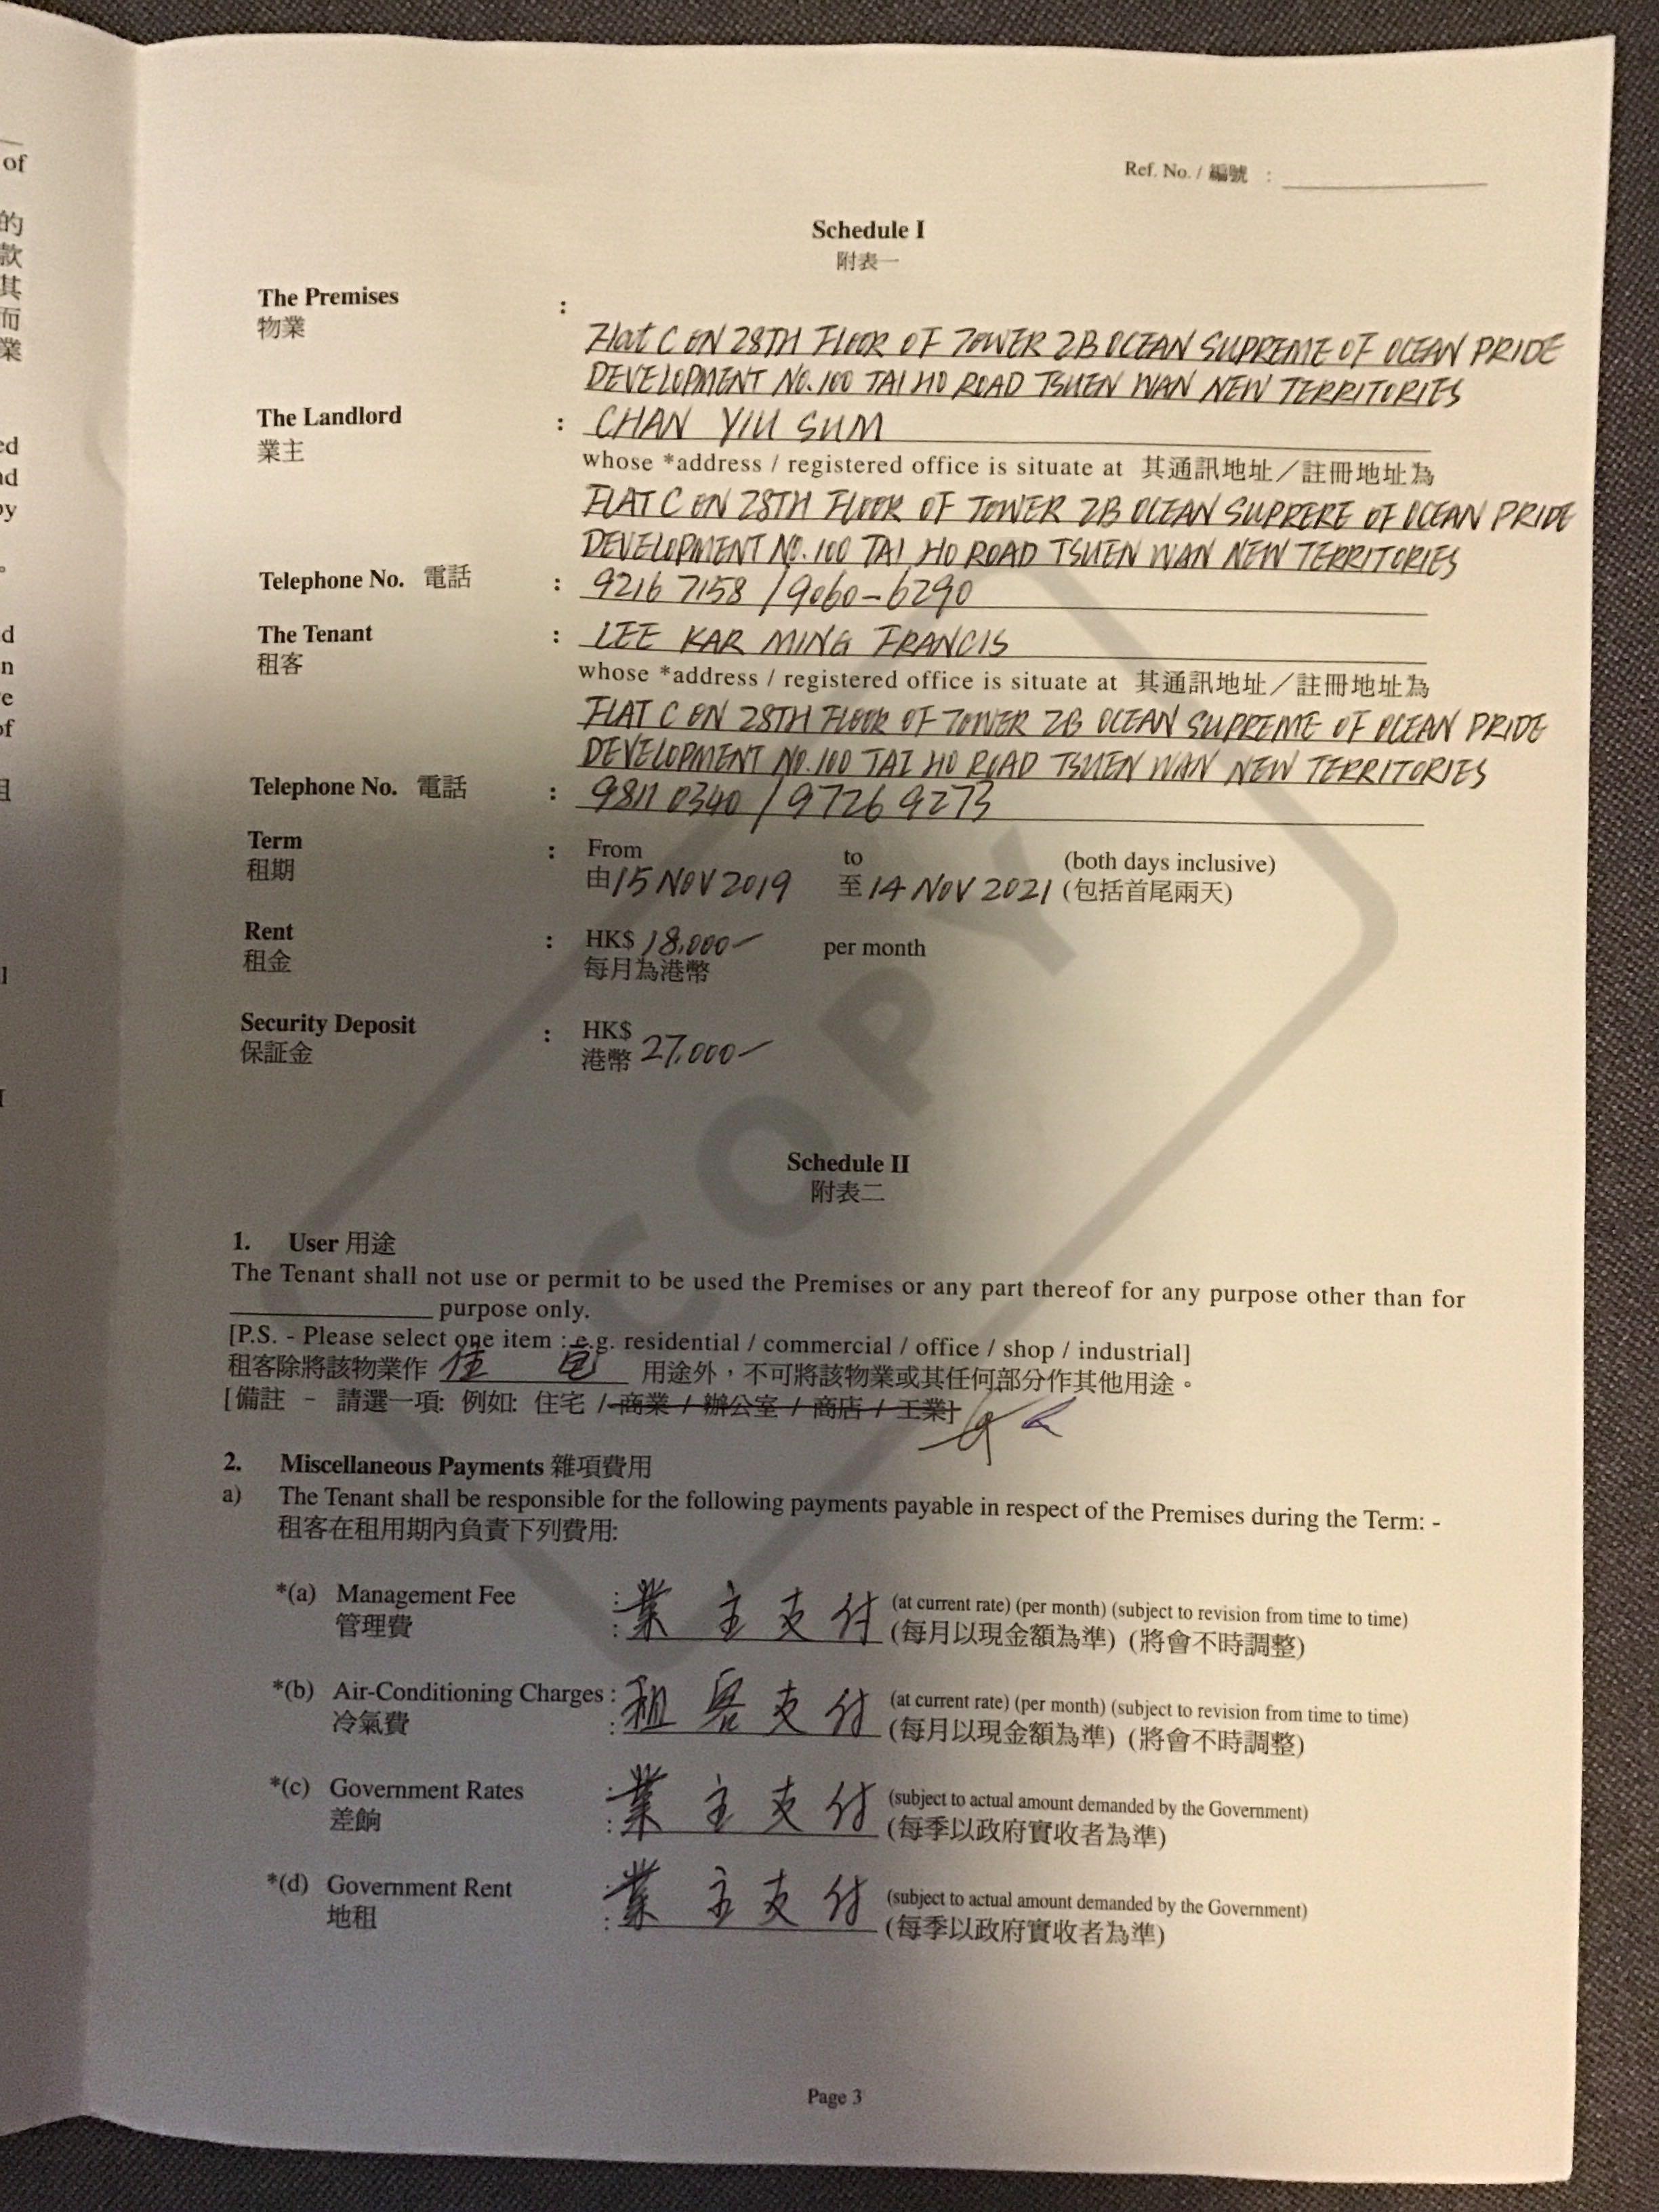 of
的
款
其
而
業
ed
nd
by
。
d
n
e
of
Ref. No. / 編號 :
Schedule I
附表一
The Premises :
物業
Flat C ON 28TH FLOOR OF TOWER 2B OCEAN SUPREME OF OCEAN PRIDE
DEVELOPMENT NO.100 TAI HO ROAD TSUEN WAN NEW TERRITORIES
The Landlord : CHAN YIU SUM
業主
whose *address / registered office is situate at 其通訊地址／註冊地址為
FLAT C ON 28TH FLOOR OF TOWER 2B OCEAN SUPRERE OF OCEAN PRIDE
DEVELOPMENT NO.100 TAI HO ROAD TSUEN WAN NEW TERRITORIES
Telephone No. 電話 : 9216 7158 / 9060-6290
The Tenant : LEE KAR MING FRANCIS
租客
whose *address / registered office is situate at 其通訊地址／註冊地址為
FLAT C ON 28TH FLOOR OF TOWER 2B OCEAN SUPREME OF OCEAN PRIDE
DEVELOPMENT NO.100 TAI HO ROAD TSUEN WAN NEW TERRITORIES
Telephone No. 電話 : 9811 0340 / 9726 9273
Term : From to (both days inclusive)
租期 由 15 NOV 2019 至 14 NOV 2021 (包括首尾兩天)
Rent : HK$ 18,000- per month
租金 每月為港幣
Security Deposit : HK$
保証金 港幣 27,000-
COPY
Schedule II
附表二
1. User 用途
The Tenant shall not use or permit to be used the Premises or any part thereof for any purpose other than for
purpose only.
[P.S. - Please select one item : e.g. residential / commercial / office / shop / industrial]
租客除將該物業作 住宅 用途外，不可將該物業或其任何部分作其他用途。
[備註 - 請選一項: 例如: 住宅 / 商業 / 辦公室 / 商店 / 工業]
2. Miscellaneous Payments 雜項費用
a) The Tenant shall be responsible for the following payments payable in respect of the Premises during the Term: -
租客在租用期內負責下列費用:
*(a) Management Fee : 業主支付 (at current rate) (per month) (subject to revision from time to time)
管理費 : (每月以現金額為準) (將會不時調整)
*(b) Air-Conditioning Charges : 租客支付 (at current rate) (per month) (subject to revision from time to time)
冷氣費 : (每月以現金額為準) (將會不時調整)
*(c) Government Rates : 業主支付 (subject to actual amount demanded by the Government)
差餉 : (每季以政府實收者為準)
*(d) Government Rent : 業主支付 (subject to actual amount demanded by the Government)
地租 : (每季以政府實收者為準)
Page 3